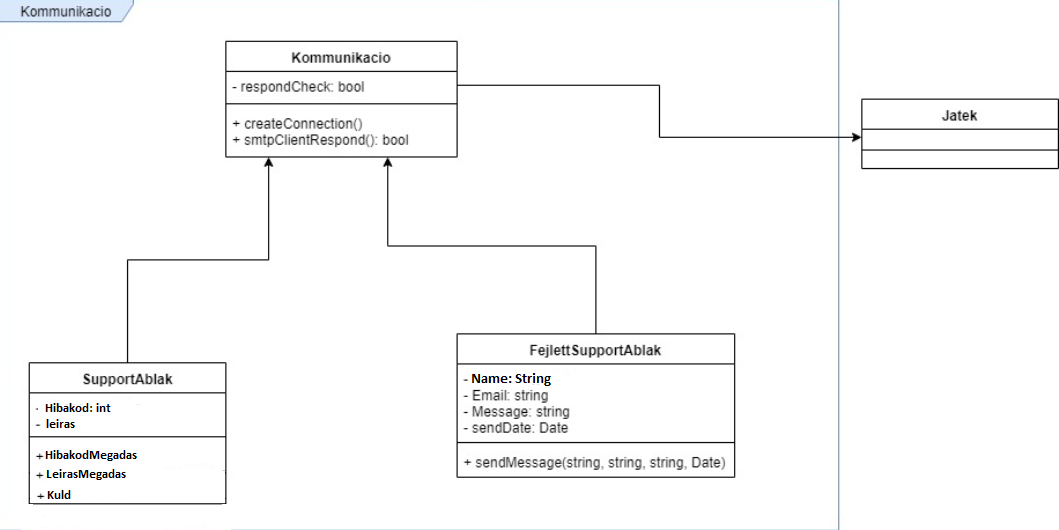 Kommunikacio
Kommunikacio
- respondCheck: bool
+ createConnection()
+ smtpClientRespond(): bool
Jatek
SupportAblak
- Hibakod: int
- leiras
+ HibakodMegadas
+ LeirasMegadas
+ Kuld
FejlettSupportAblak
- Name: String
- Email: string
- Message: string
- sendDate: Date
+ sendMessage(string, string, string, Date)